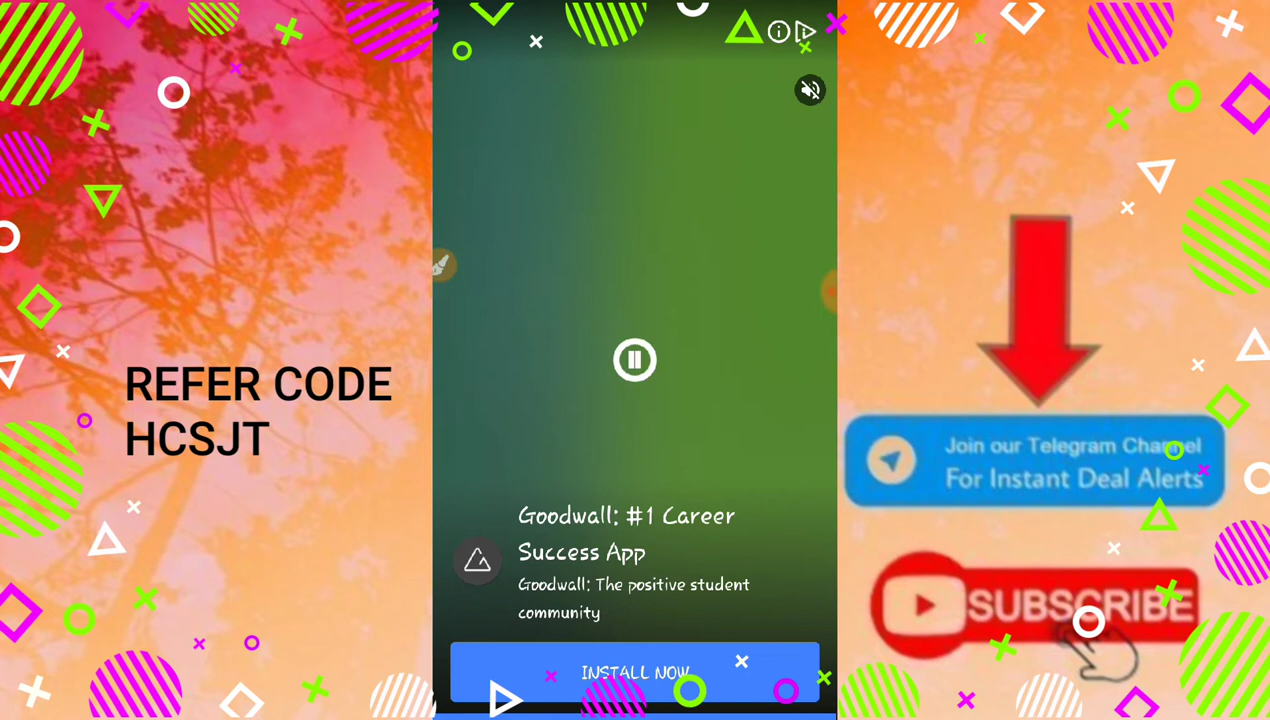 REFER CODE
HCSJT
Goodwall: #1 Career
Success App
Goodwall: The positive student
community
INSTALL NOW
Join our Telegram Channel
For Instant Deal Alerts
SUBSCRIBE